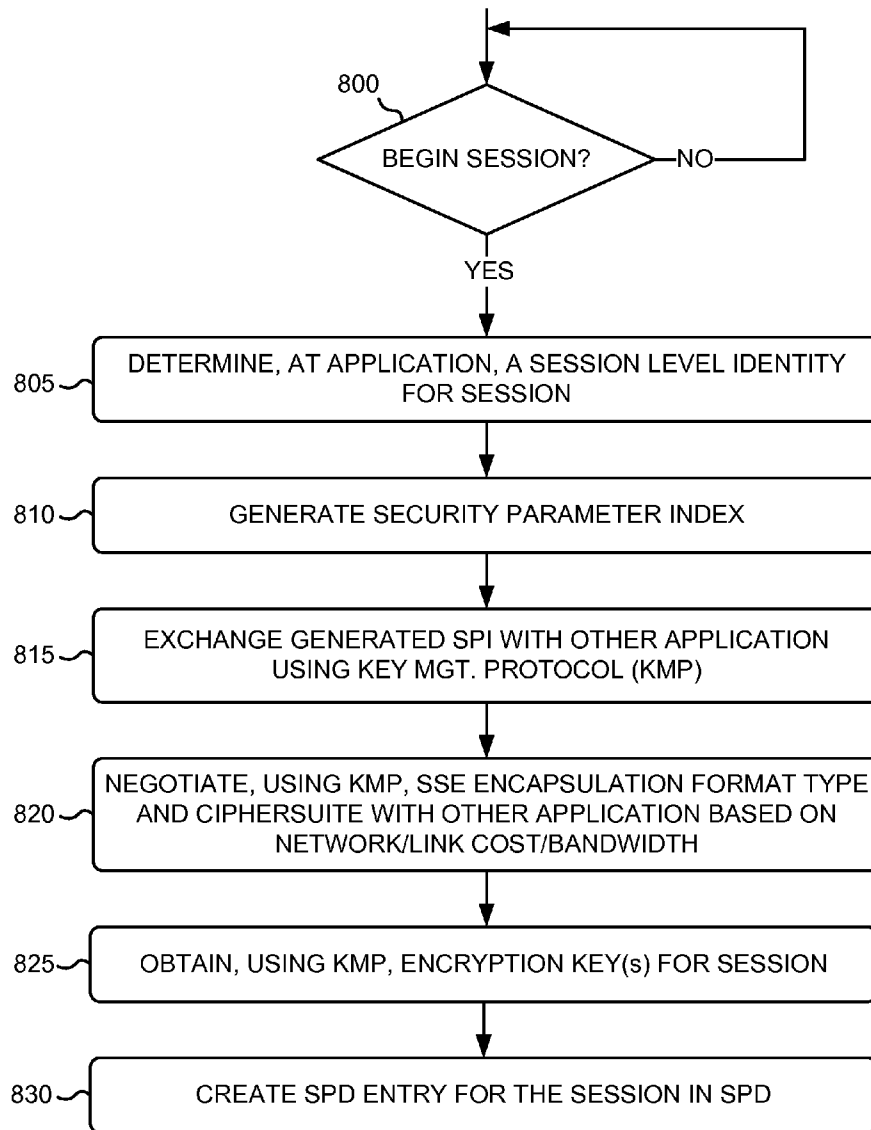 800
BEGIN SESSION?
NO
YES
805
DETERMINE, AT APPLICATION, A SESSION LEVEL IDENTITY
FOR SESSION
810
GENERATE SECURITY PARAMETER INDEX
815
EXCHANGE GENERATED SPI WITH OTHER APPLICATION
USING KEY MGT. PROTOCOL (KMP)
820
NEGOTIATE, USING KMP, SSE ENCAPSULATION FORMAT TYPE
AND CIPHERSUITE WITH OTHER APPLICATION BASED ON
NETWORK/LINK COST/BANDWIDTH
825
OBTAIN, USING KMP, ENCRYPTION KEY(s) FOR SESSION
830
CREATE SPD ENTRY FOR THE SESSION IN SPD